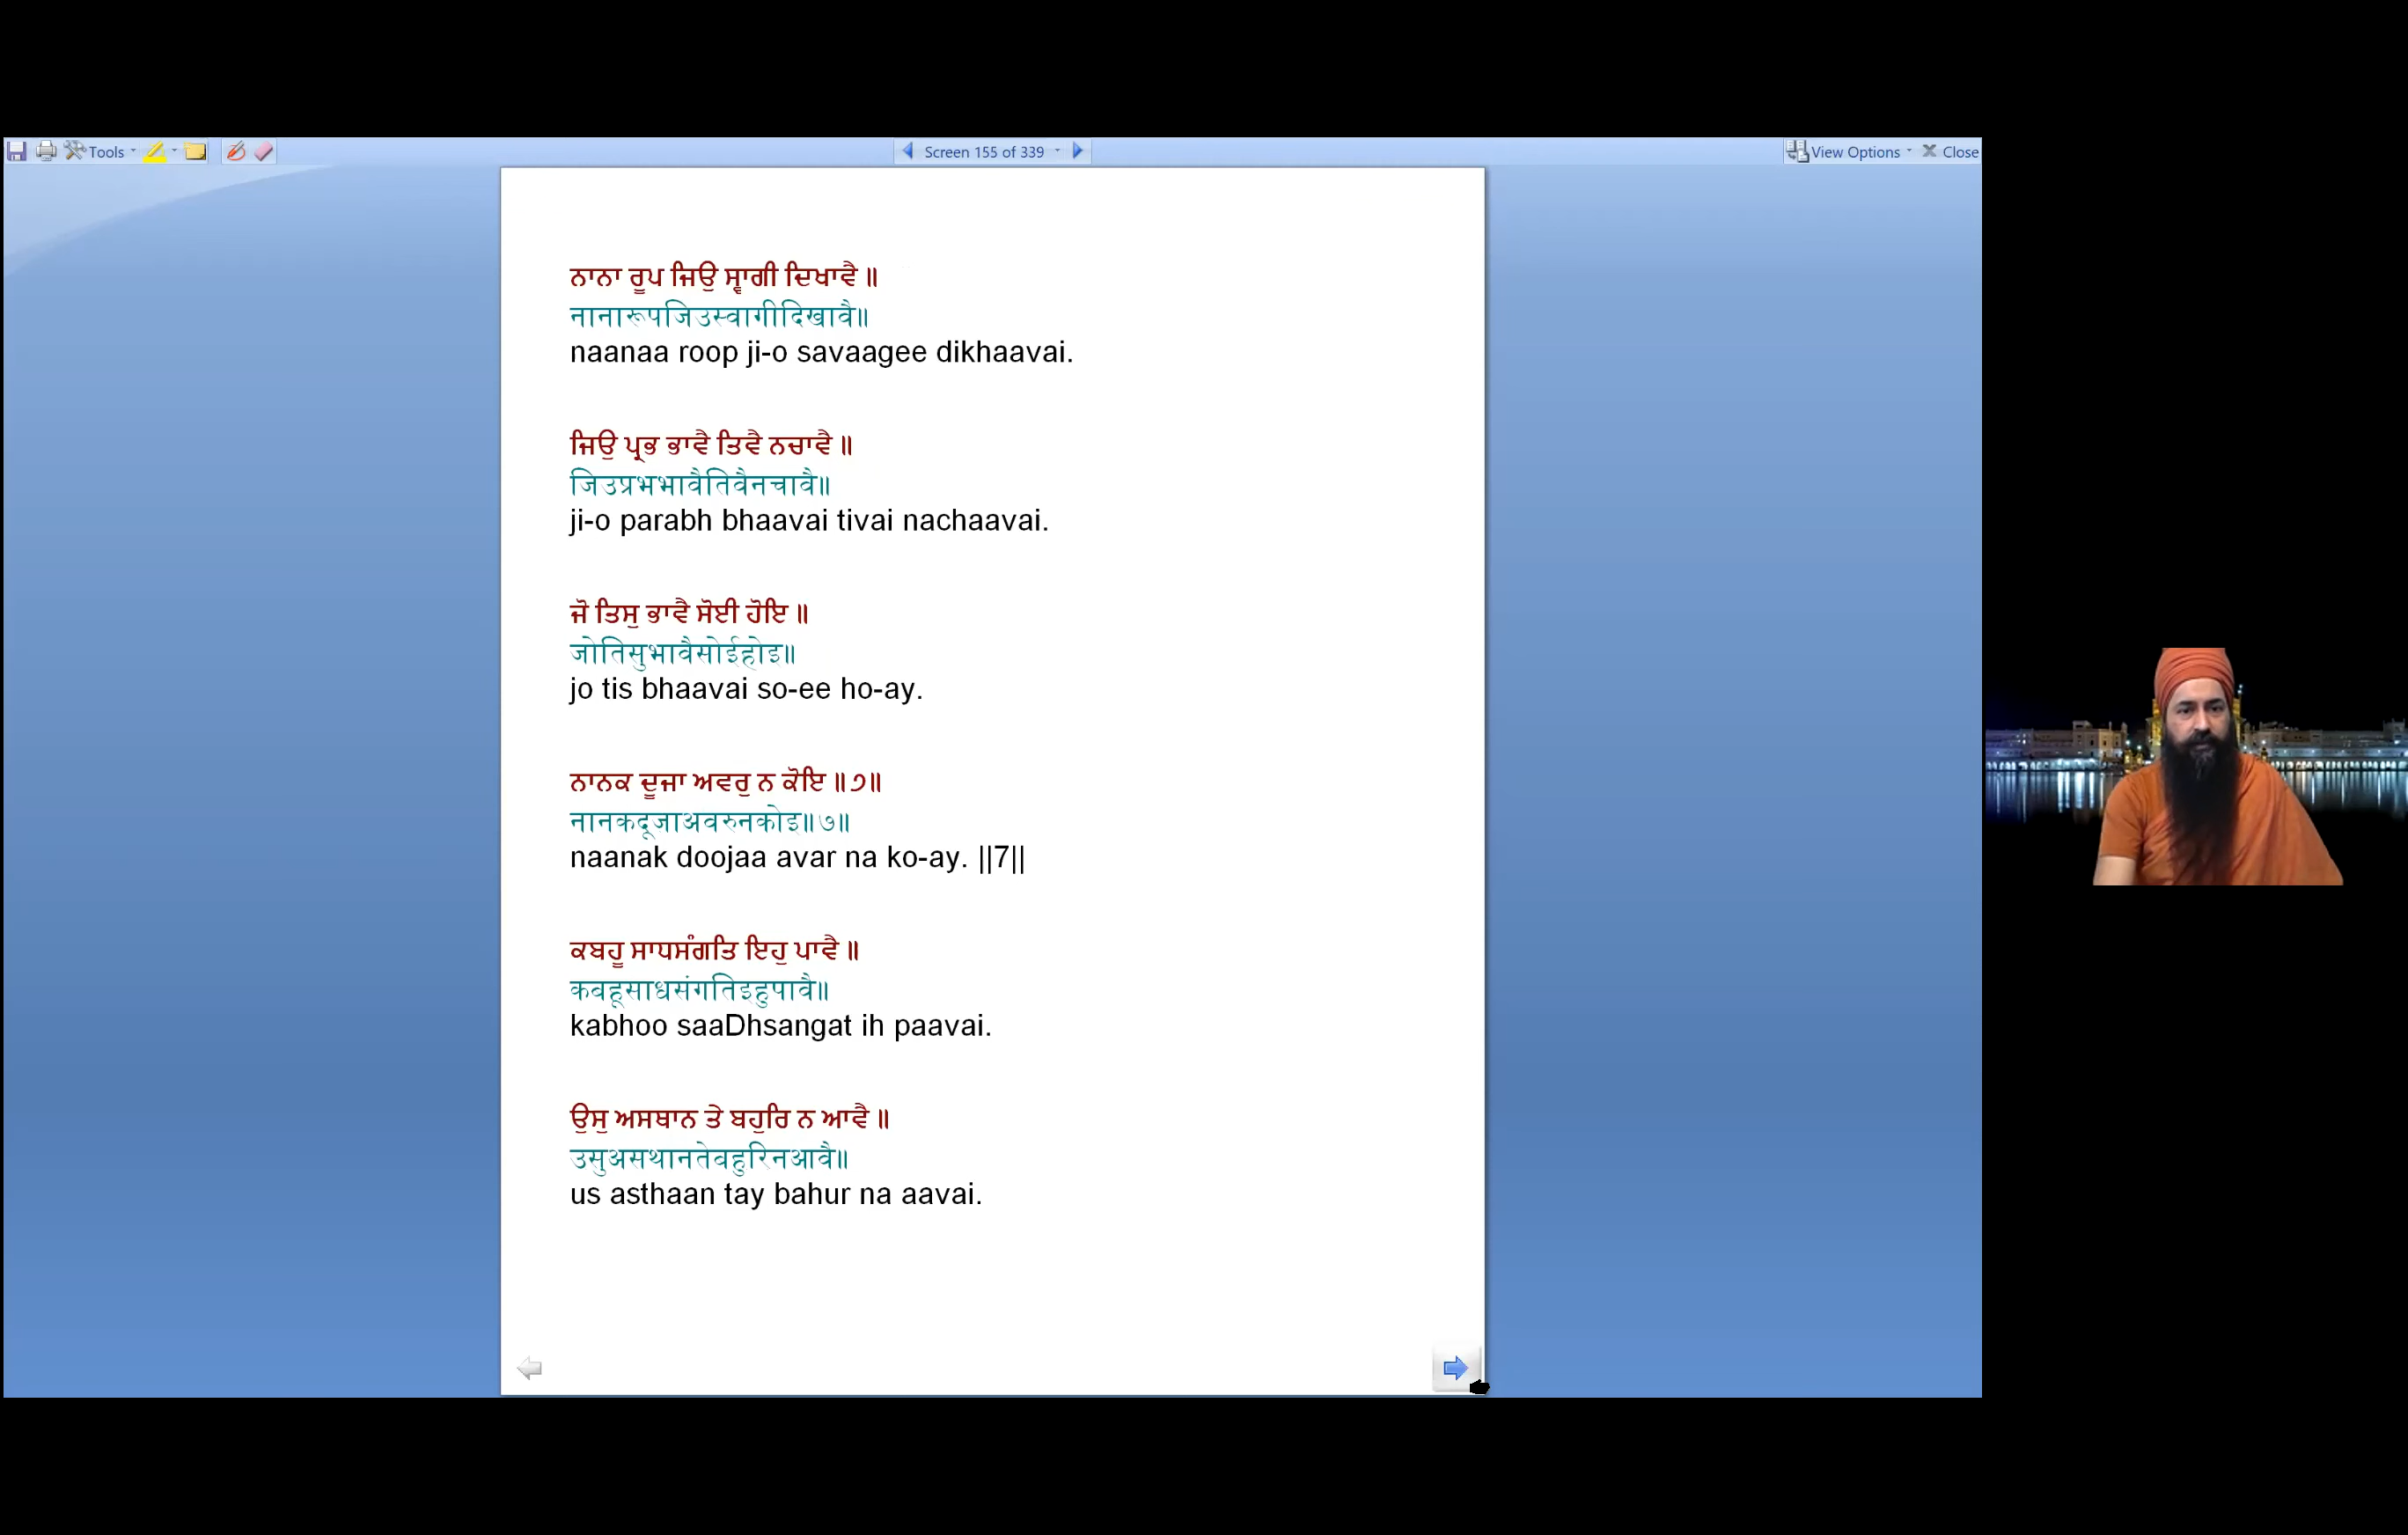 Tools
Screen 155 of 339
View Options
Close
ਨਾਨਾ ਰੂਪ ਜਿਉ ਸ੍ਵਾਗੀ ਦਿਖਾਵੈ ॥
नानारूपजिउस्वागीदिखावै॥
naanaa roop ji-o savaagee dikhaavai.
ਜਿਉ ਪ੍ਰਭ ਭਾਵੈ ਤਿਵੈ ਨਚਾਵੈ ॥
जिउप्रभभावैतिवैनचावै॥
ji-o parabh bhaavai tivai nachaavai.
ਜੋ ਤਿਸੁ ਭਾਵੈ ਸੋਈ ਹੋਇ ॥
जोतिसुभावैसोईहोइ॥
jo tis bhaavai so-ee ho-ay.
ਨਾਨਕ ਦੂਜਾ ਅਵਰੁ ਨ ਕੋਇ ॥੭॥
नानकदूजाअवरुनकोइ॥७॥
naanak doojaa avar na ko-ay. ||7||
ਕਬਹੂ ਸਾਧਸੰਗਤਿ ਇਹੁ ਪਾਵੈ ॥
कबहूसाधसंगतिइहुपावै॥
kabhoo saaDhsangat ih paavai.
ਉਸੁ ਅਸਥਾਨ ਤੇ ਬਹੁਰਿ ਨ ਆਵੈ ॥
उसुअसथानतेबहुरिनआवै॥
us asthaan tay bahur na aavai.